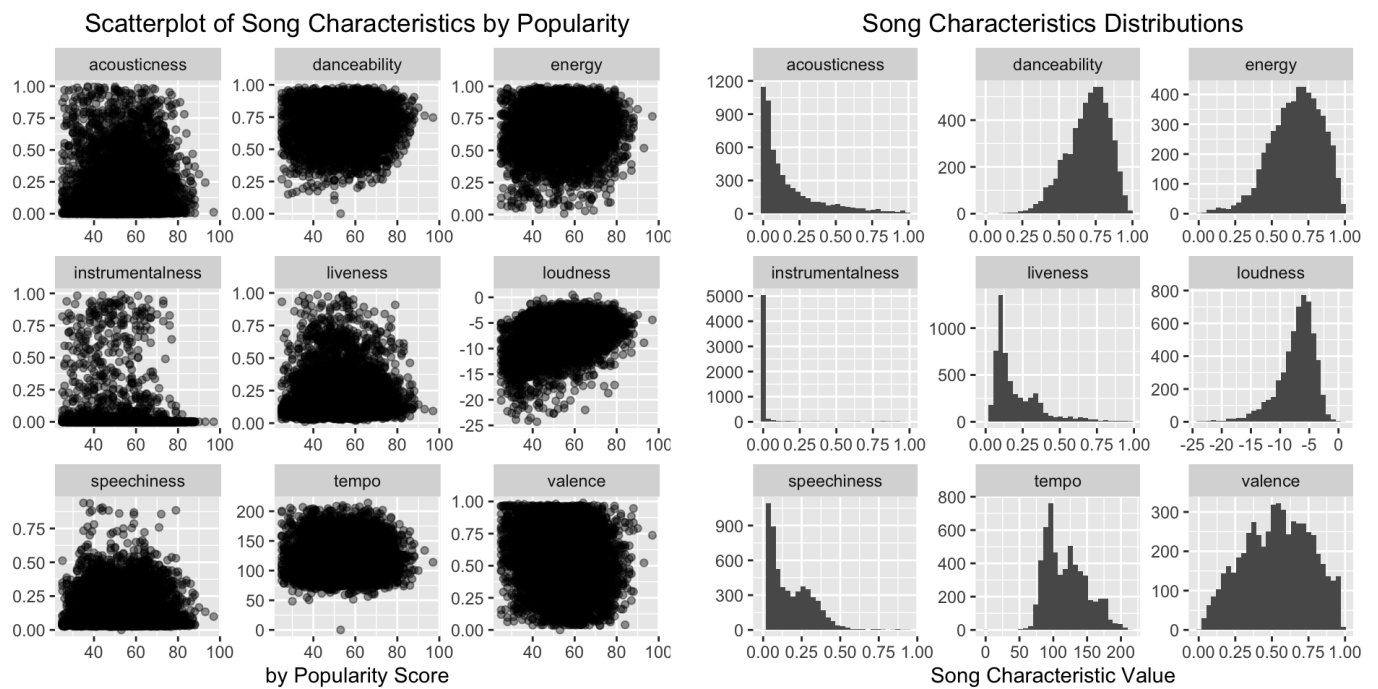 Scatterplot of Song Characteristics by Popularity
acousticness danceability energy
1.00 1.00 1.00
0.75 0.75 0.75
0.50 0.50 0.50
0.25 0.25 0.25
0.00 0.00 0.00
40 60 80 100 40 60 80 100 40 60 80 100
instrumentalness liveness loudness
1.00 1.00 0
0.75 0.75 -5
0.50 0.50 -10
0.25 0.25 -15
0.00 0.00 -20
-25
40 60 80 100 40 60 80 100 40 60 80 100
speechiness tempo valence
0.75 200 1.00
0.50 150 0.75
0.25 100 0.50
0.00 50 0.25
0 0.00
40 60 80 100 40 60 80 100 40 60 80 100
by Popularity Score
Song Characteristics Distributions
acousticness danceability energy
1200 400 400
900 200 300
600 0 200
300 100
0 0
0.00 0.25 0.50 0.75 1.00 0.00 0.25 0.50 0.75 1.00 0.00 0.25 0.50 0.75 1.00
instrumentalness liveness loudness
5000 1000 800
4000 500 600
3000 0 400
2000 200
1000 0
0
0.00 0.25 0.50 0.75 1.00 0.00 0.25 0.50 0.75 1.00 -25 -20 -15 -10 -5 0
speechiness tempo valence
900 800 300
600 600 200
300 400 100
0 200 0
0
0.00 0.25 0.50 0.75 1.00 0 50 100 150 200 0.00 0.25 0.50 0.75 1.00
Song Characteristic Value